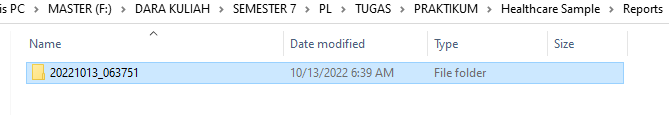 is PC > MASTER (F:) > DARA KULIAH > SEMESTER 7 > PL > TUGAS > PRAKTIKUM > Healthcare Sample > Reports
Name Date modified Type Size
20221013_063751 10/13/2022 6:39 AM File folder